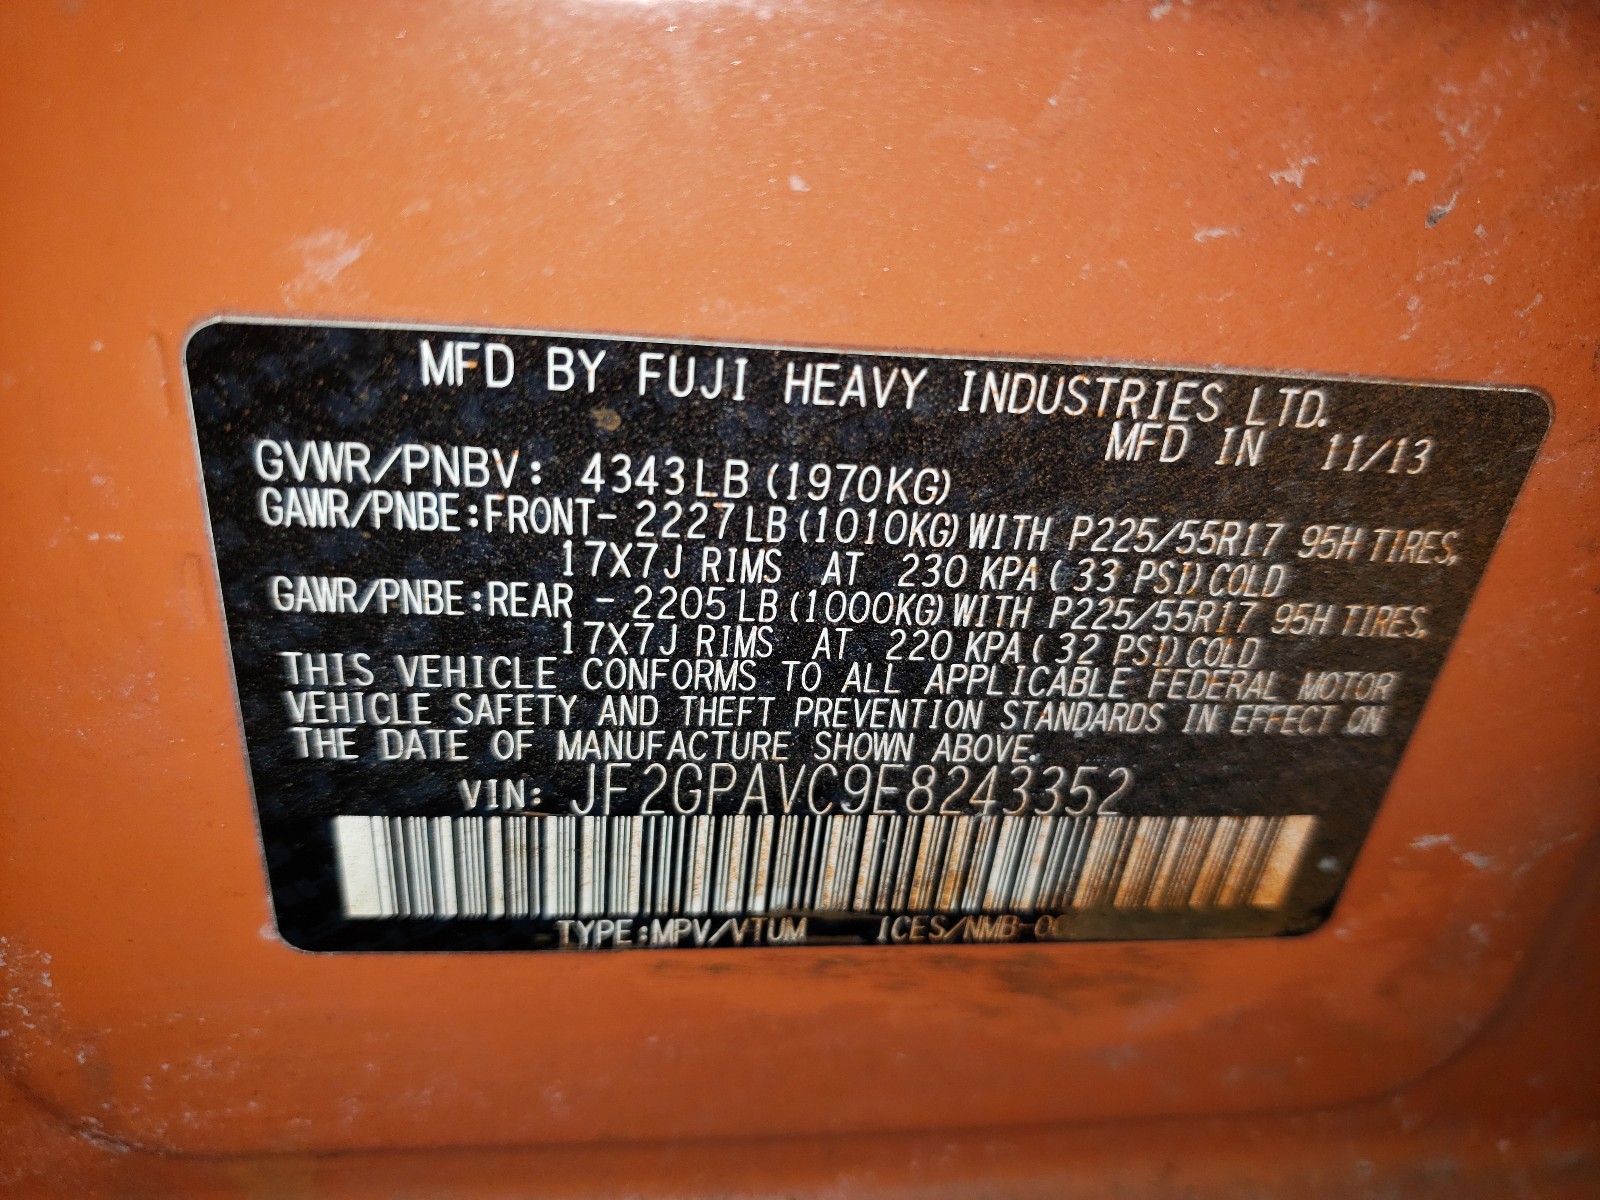 MFD BY FUJI HEAVY INDUSTRIES LTD.
MFD IN 11/13
GVWR/PNBV: 4343LB (1970KG)
GAWR/PNBE:FRONT- 2227LB (1010KG) WITH P225/55R17 95H TIRES,
17X7J RIMS AT 230 KPA ( 33 PSI) COLD
GAWR/PNBE:REAR - 2205LB (1000KG) WITH P225/55R17 95H TIRES,
17X7J RIMS AT 220 KPA ( 32 PSI) COLD
THIS VEHICLE CONFORMS TO ALL APPLICABLE FEDERAL MOTOR
VEHICLE SAFETY AND THEFT PREVENTION STANDARDS IN EFFECT ON
THE DATE OF MANUFACTURE SHOWN ABOVE.
VIN: JF2GPAVC9E8243352
TYPE:MPV/VTUM ICES/NMB-